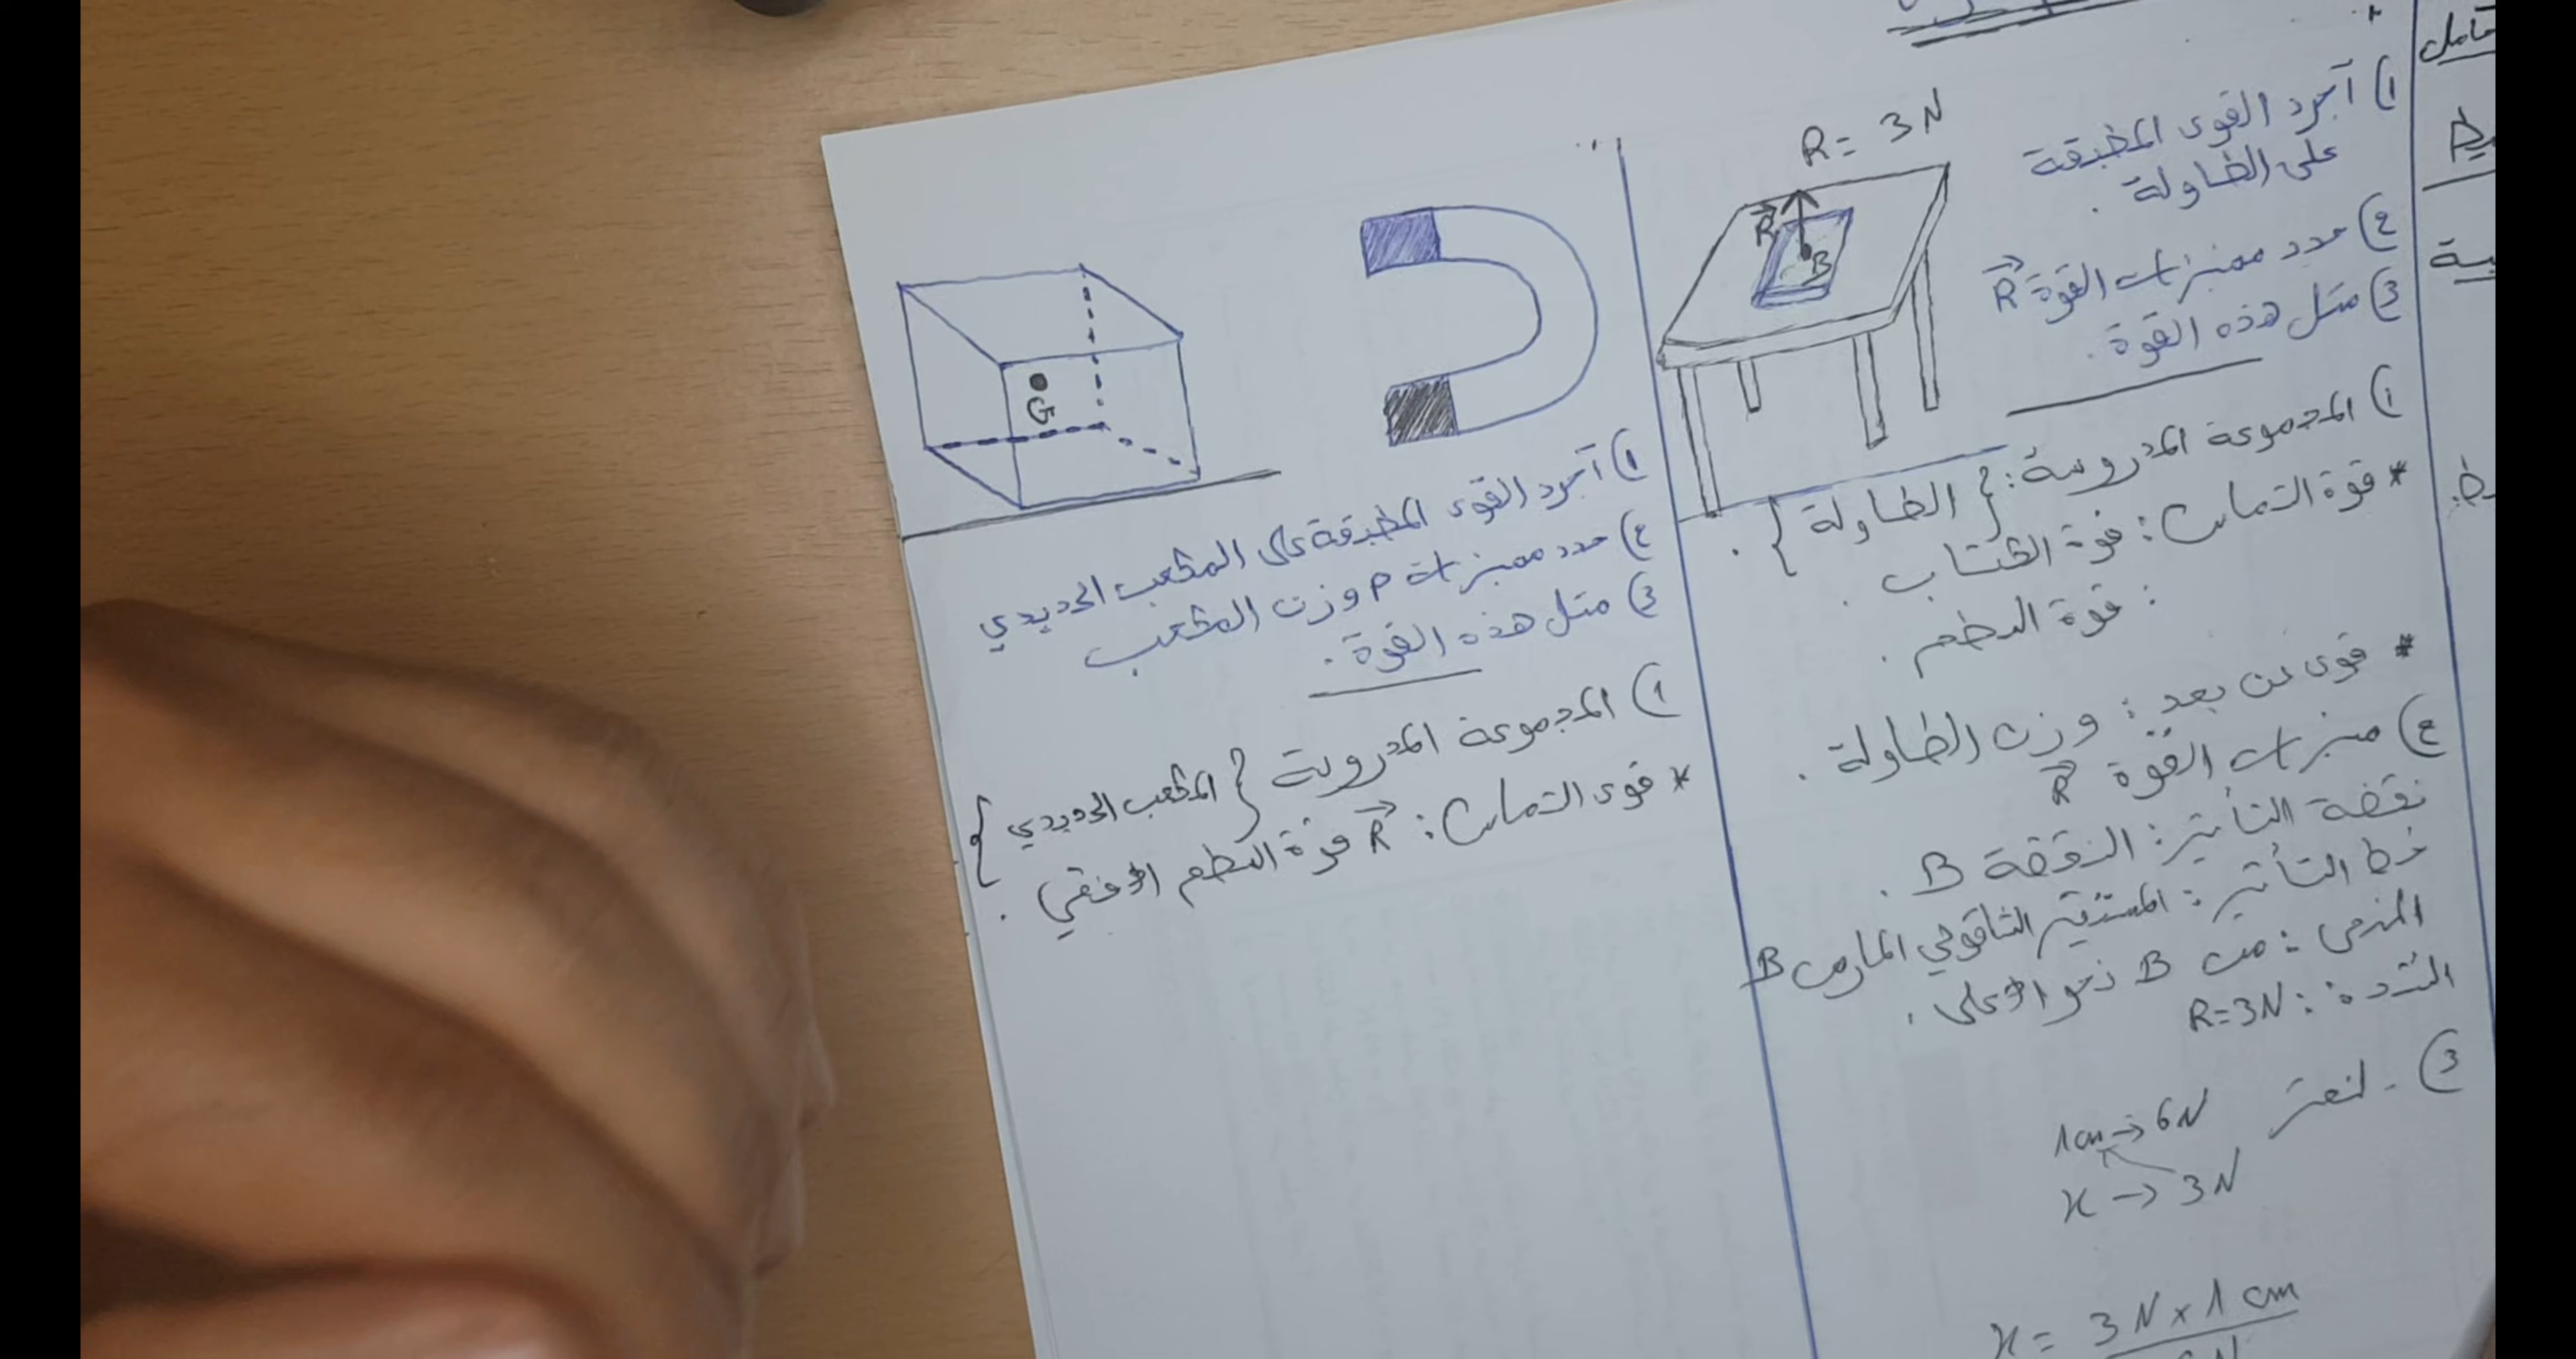 R = 3N
R
B
1) أجرد القوى المطبقة
على الطاولة .
2) حدد مميزات القوة R
3) مثل هذه القوة .
1) المجموعة المدروسة : { الطاولة } .
* قوة التماس : قوة الكتاب .
: قوة السطح .
* قوى عن بعد : وزن الطاولة .
2) مميزات القوة R
نقطة التأثير : النقطة B .
خط التأثير : المستقيم الشاقولي المار من B
المنحى : من B نحو الأعلى .
الشدة : R=3N
3) - لنعتبر
1cm → 6N
x → 3N
x = 3N x 1 cm
G
1) أجرد القوى المطبقة على المكعب الحديدي
2) حدد مميزات P وزن المكعب
3) مثل هذه القوة .
1) المجموعة المدروسة { المكعب الحديدي }
* قوى التماس : R قوة السطح الأفقي .